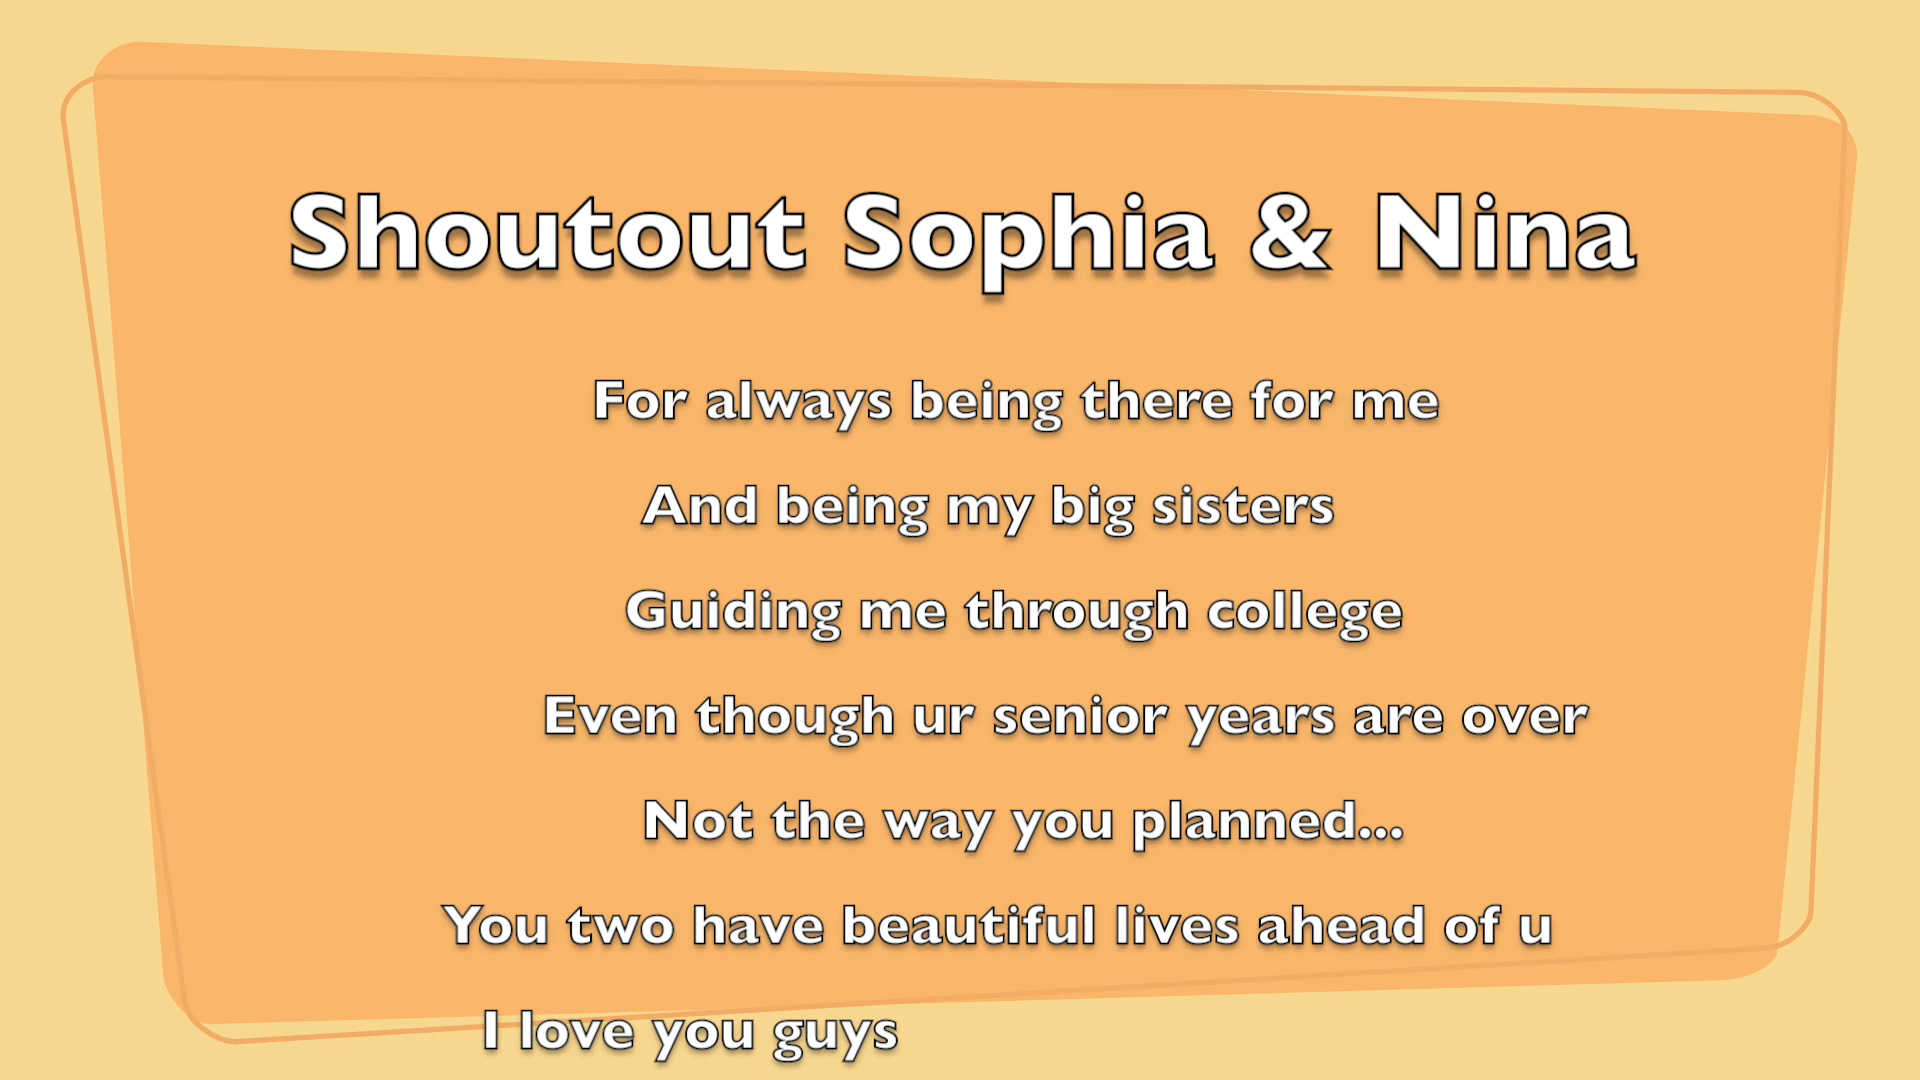 Shoutout Sophia & Nina
For always being there for me
And being my big sisters
Guiding me through college
Even though ur senior years are over
Not the way you planned...
You two have beautiful lives ahead of u
I love you guys